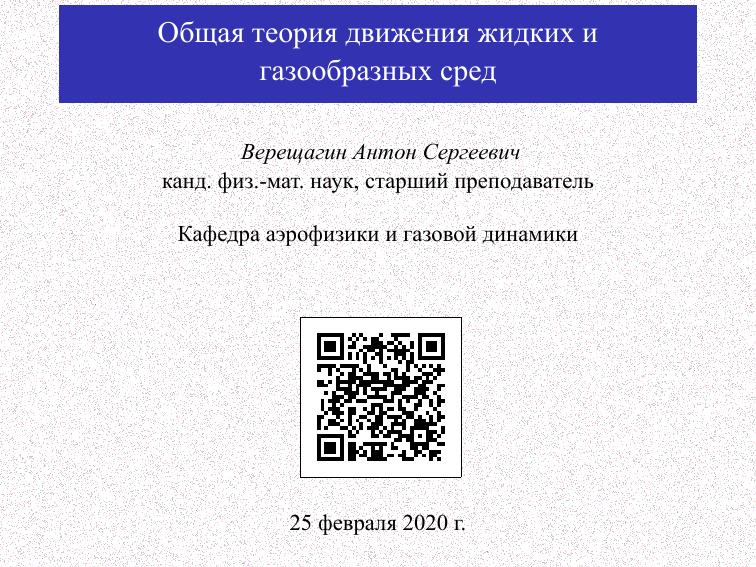 Общая теория движения жидких и
газообразных сред
Верещагин Антон Сергеевич
канд. физ.-мат. наук, старший преподаватель
Кафедра аэрофизики и газовой динамики
25 февраля 2020 г.